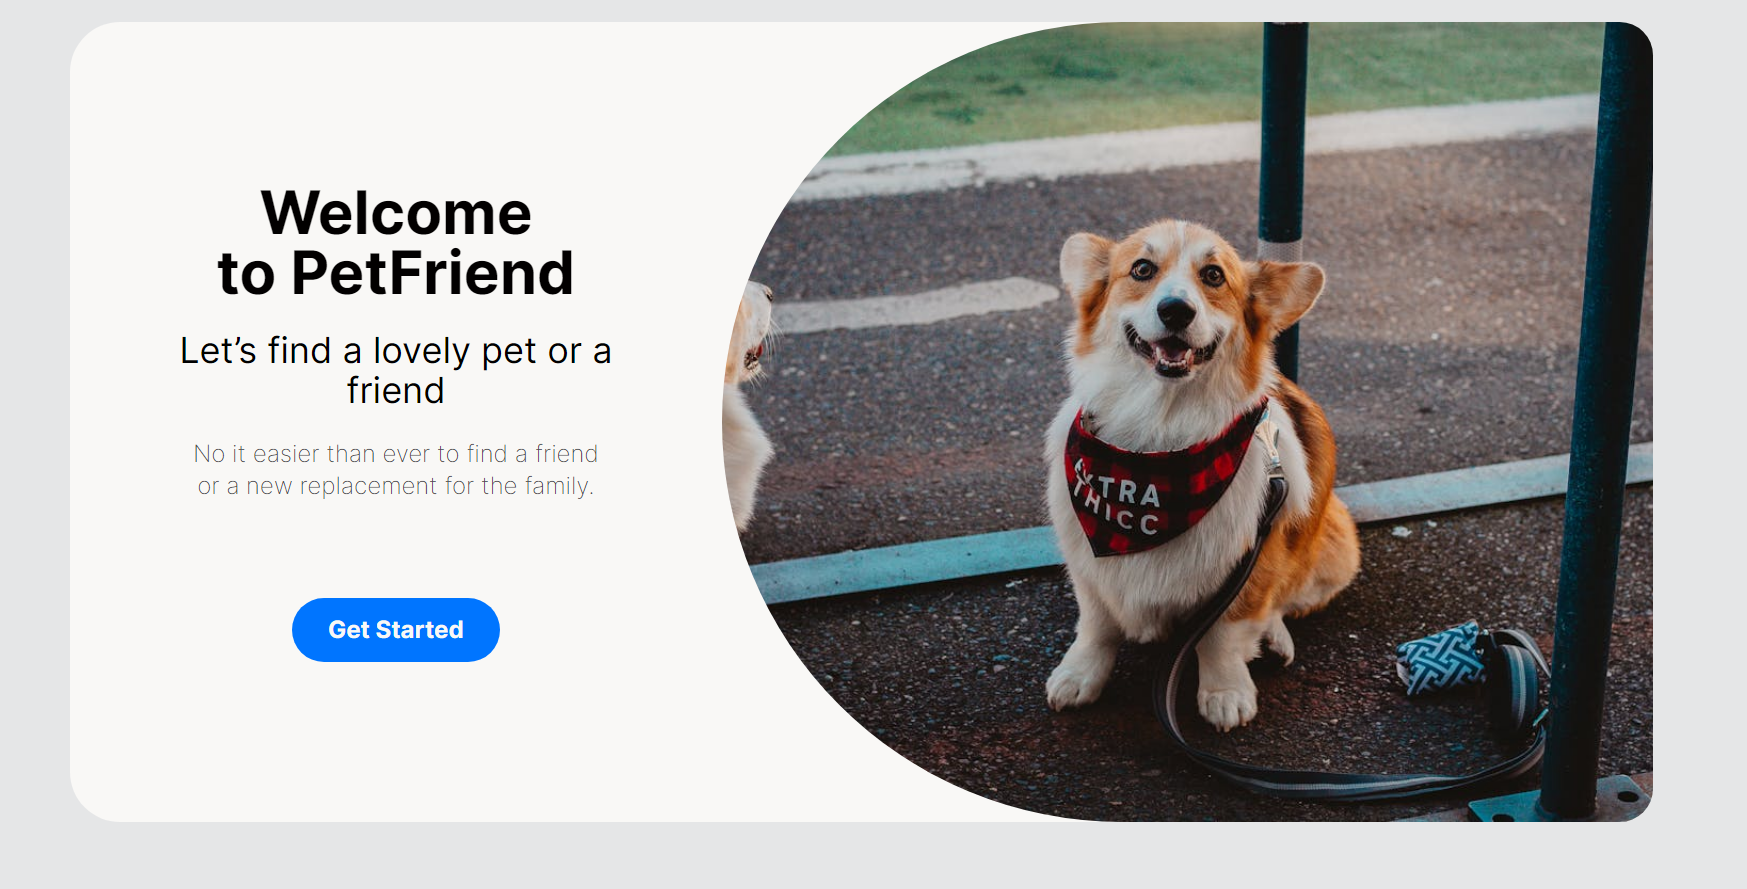 Welcome
to PetFriend
Let’s find a lovely pet or a
friend
No it easier than ever to find a friend
or a new replacement for the family.
Get Started
EXTRA
THICC